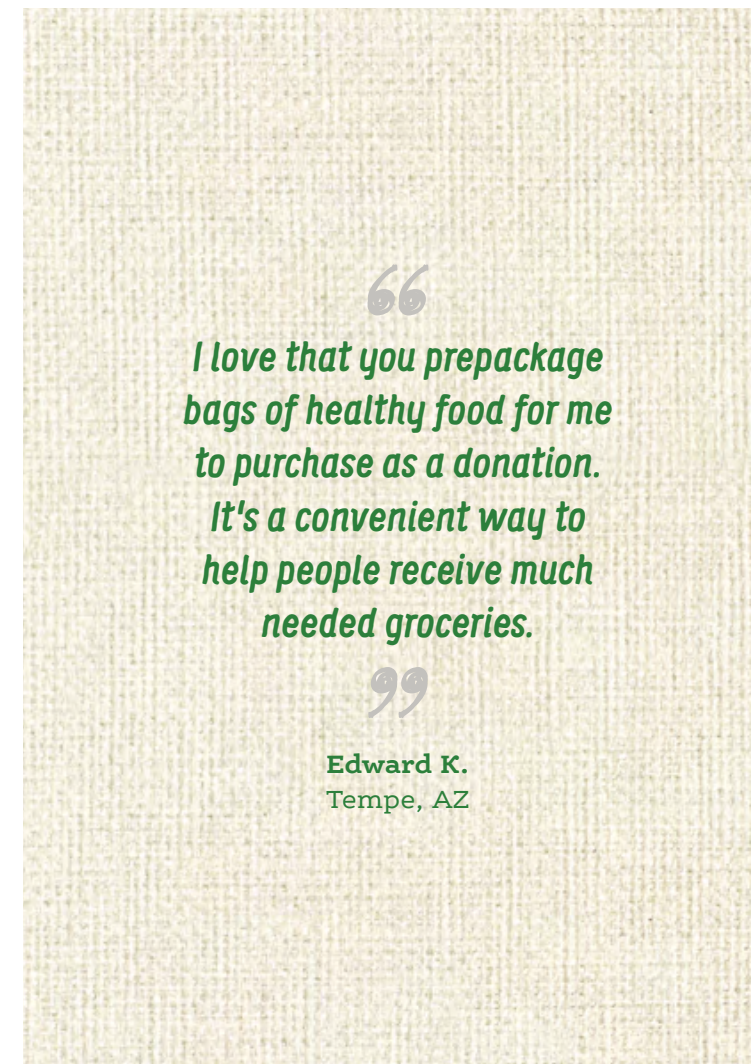 “
I love that you prepackage
bags of healthy food for me
to purchase as a donation.
It's a convenient way to
help people receive much
needed groceries.
”
Edward K.
Tempe, AZ